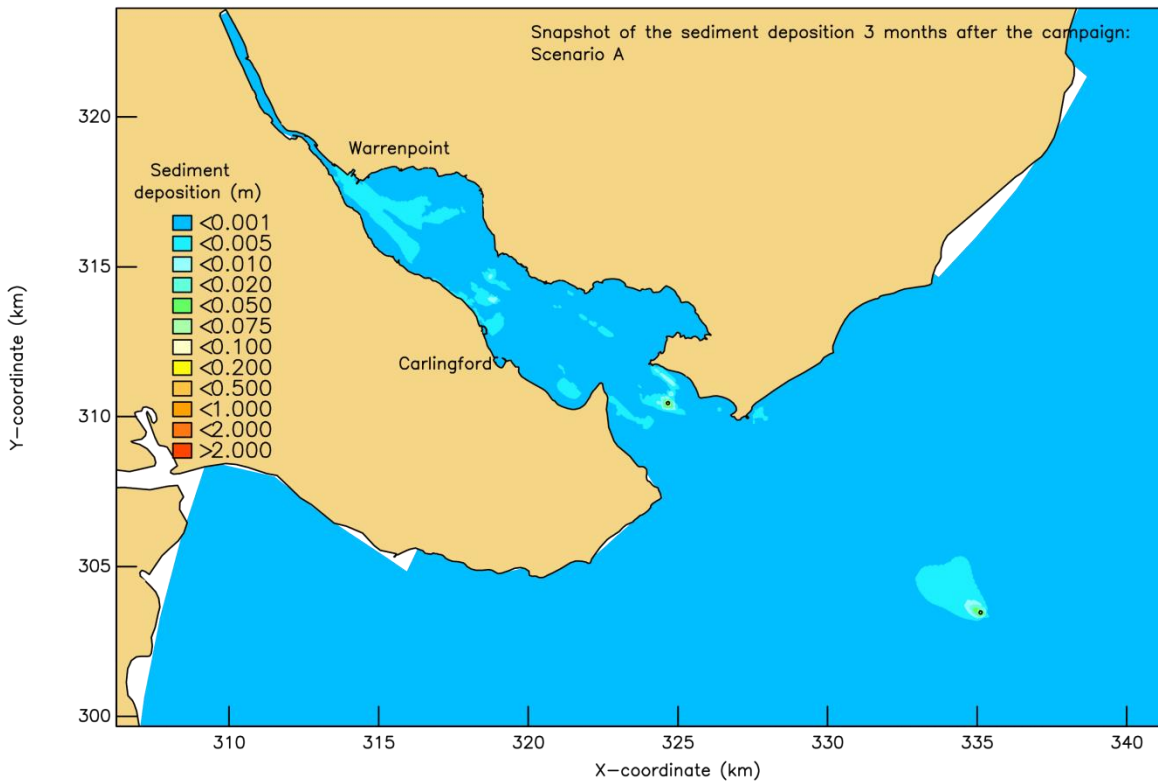 Snapshot of the sediment deposition 3 months after the campaign:
Scenario A
320
Warrenpoint
Sediment
deposition (m)
<0.001
<0.005
<0.010
<0.020
<0.050
<0.075
<0.100
<0.200
<0.500
<1.000
<2.000
>2.000
315
Carlingford
310
305
300
Y-coordinate (km)
310 315 320 325 330 335 340
X-coordinate (km)